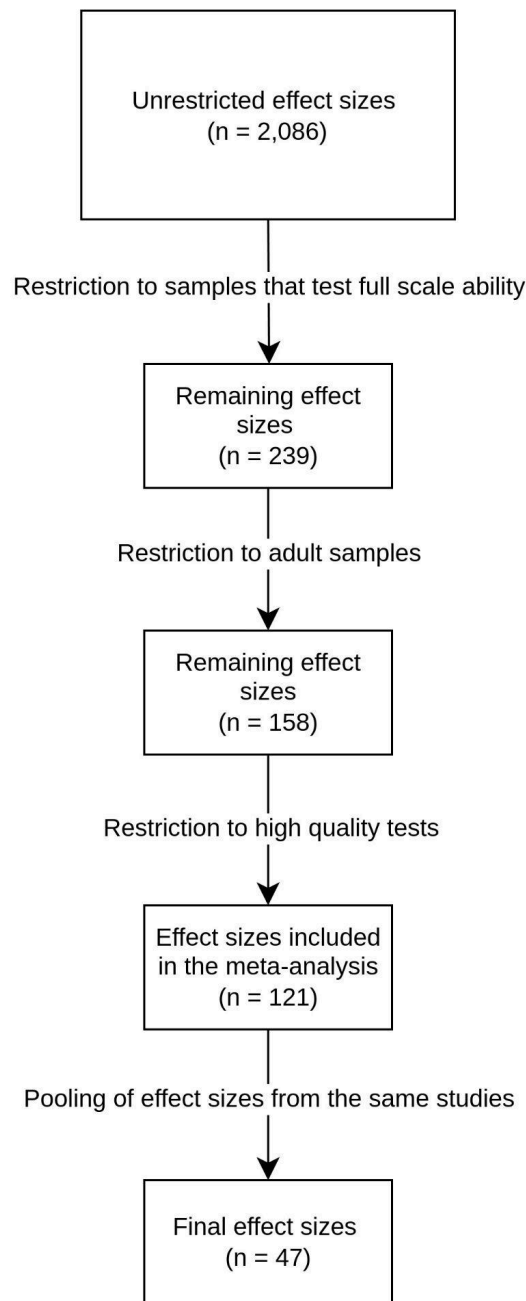 Unrestricted effect sizes
(n = 2,086)
Restriction to samples that test full scale ability
Remaining effect
sizes
(n = 239)
Restriction to adult samples
Remaining effect
sizes
(n = 158)
Restriction to high quality tests
Effect sizes included
in the meta-analysis
(n = 121)
Pooling of effect sizes from the same studies
Final effect sizes
(n = 47)